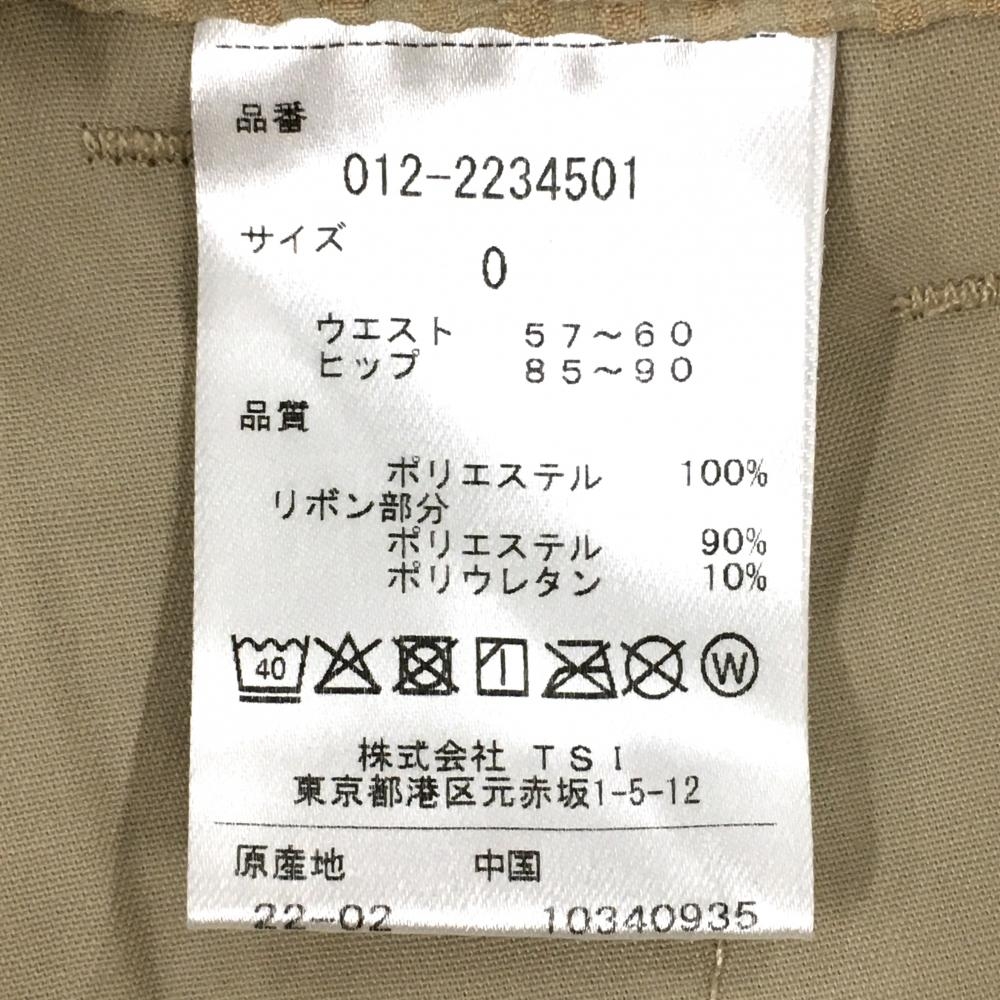 品番
012-2234501
サイズ
0
ウエスト 57～60
ヒップ 85～90
品質
ポリエステル 100%
リボン部分
ポリエステル 90%
ポリウレタン 10%
40 W
株式会社 TSI
東京都港区元赤坂1-5-12
原産地 中国
22-02 10340935